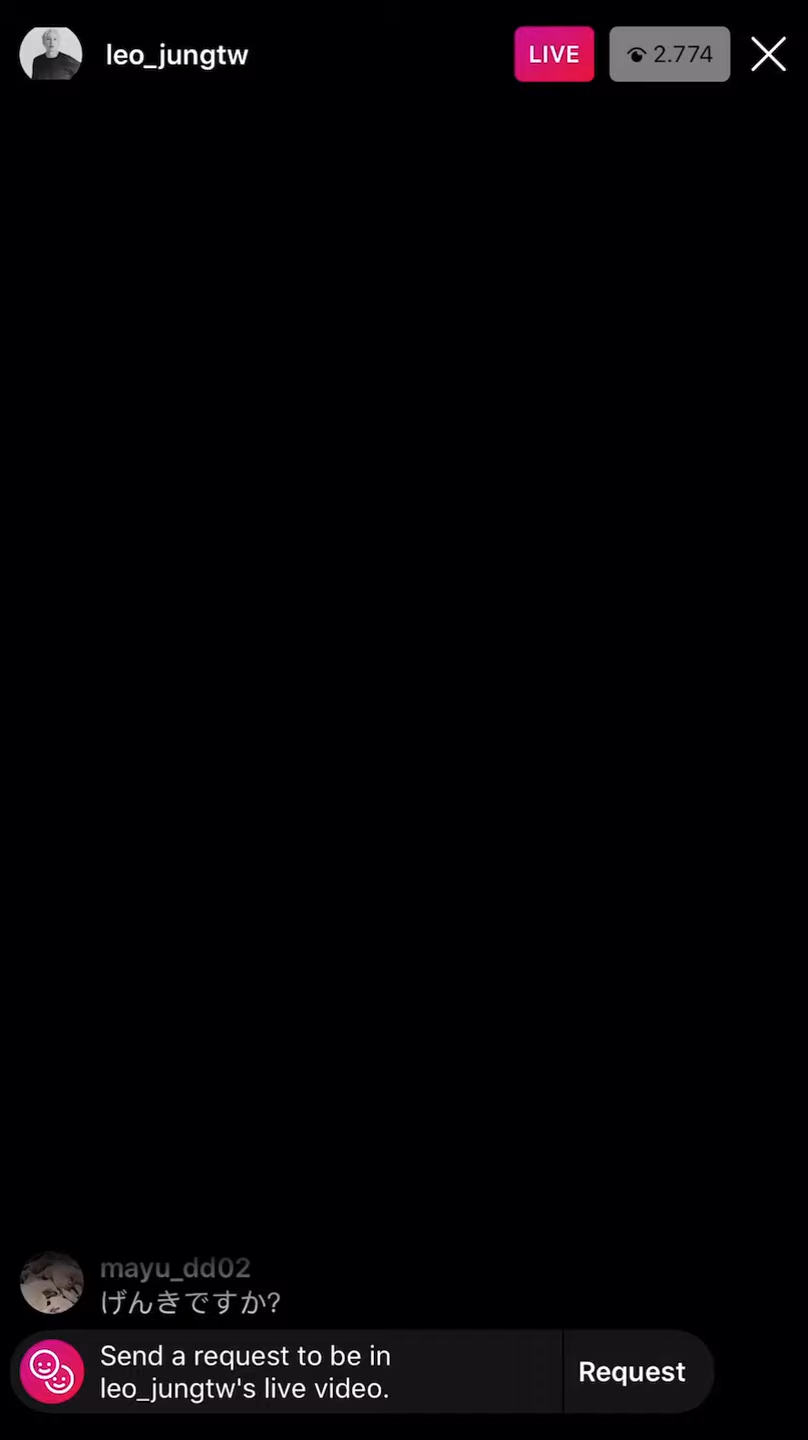 leo_jungtw
LIVE
2.774
mayu_dd02
げんきですか?
Send a request to be in
leo_jungtw's live video.
Request